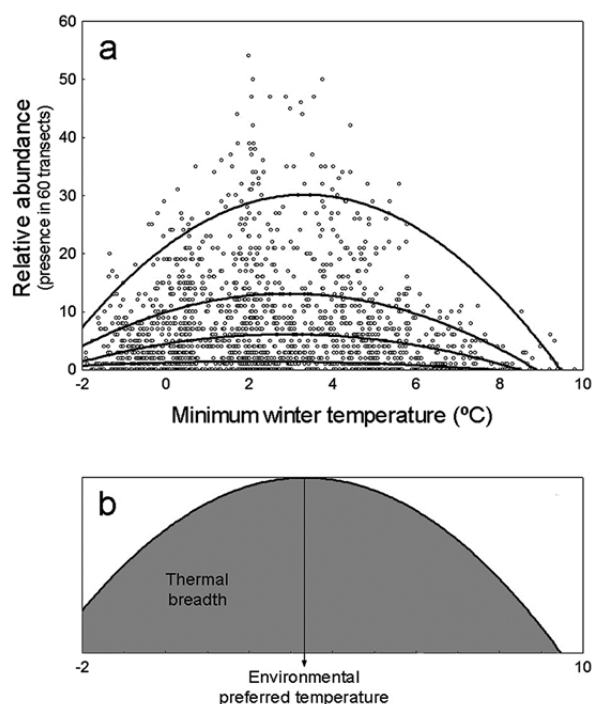 a
60
50
40
30
20
10
0
Relative abundance
(presence in 60 transects)
-2 0 2 4 6 8 10
Minimum winter temperature (ºC)
b
Thermal
breadth
-2 10
Environmental
preferred temperature